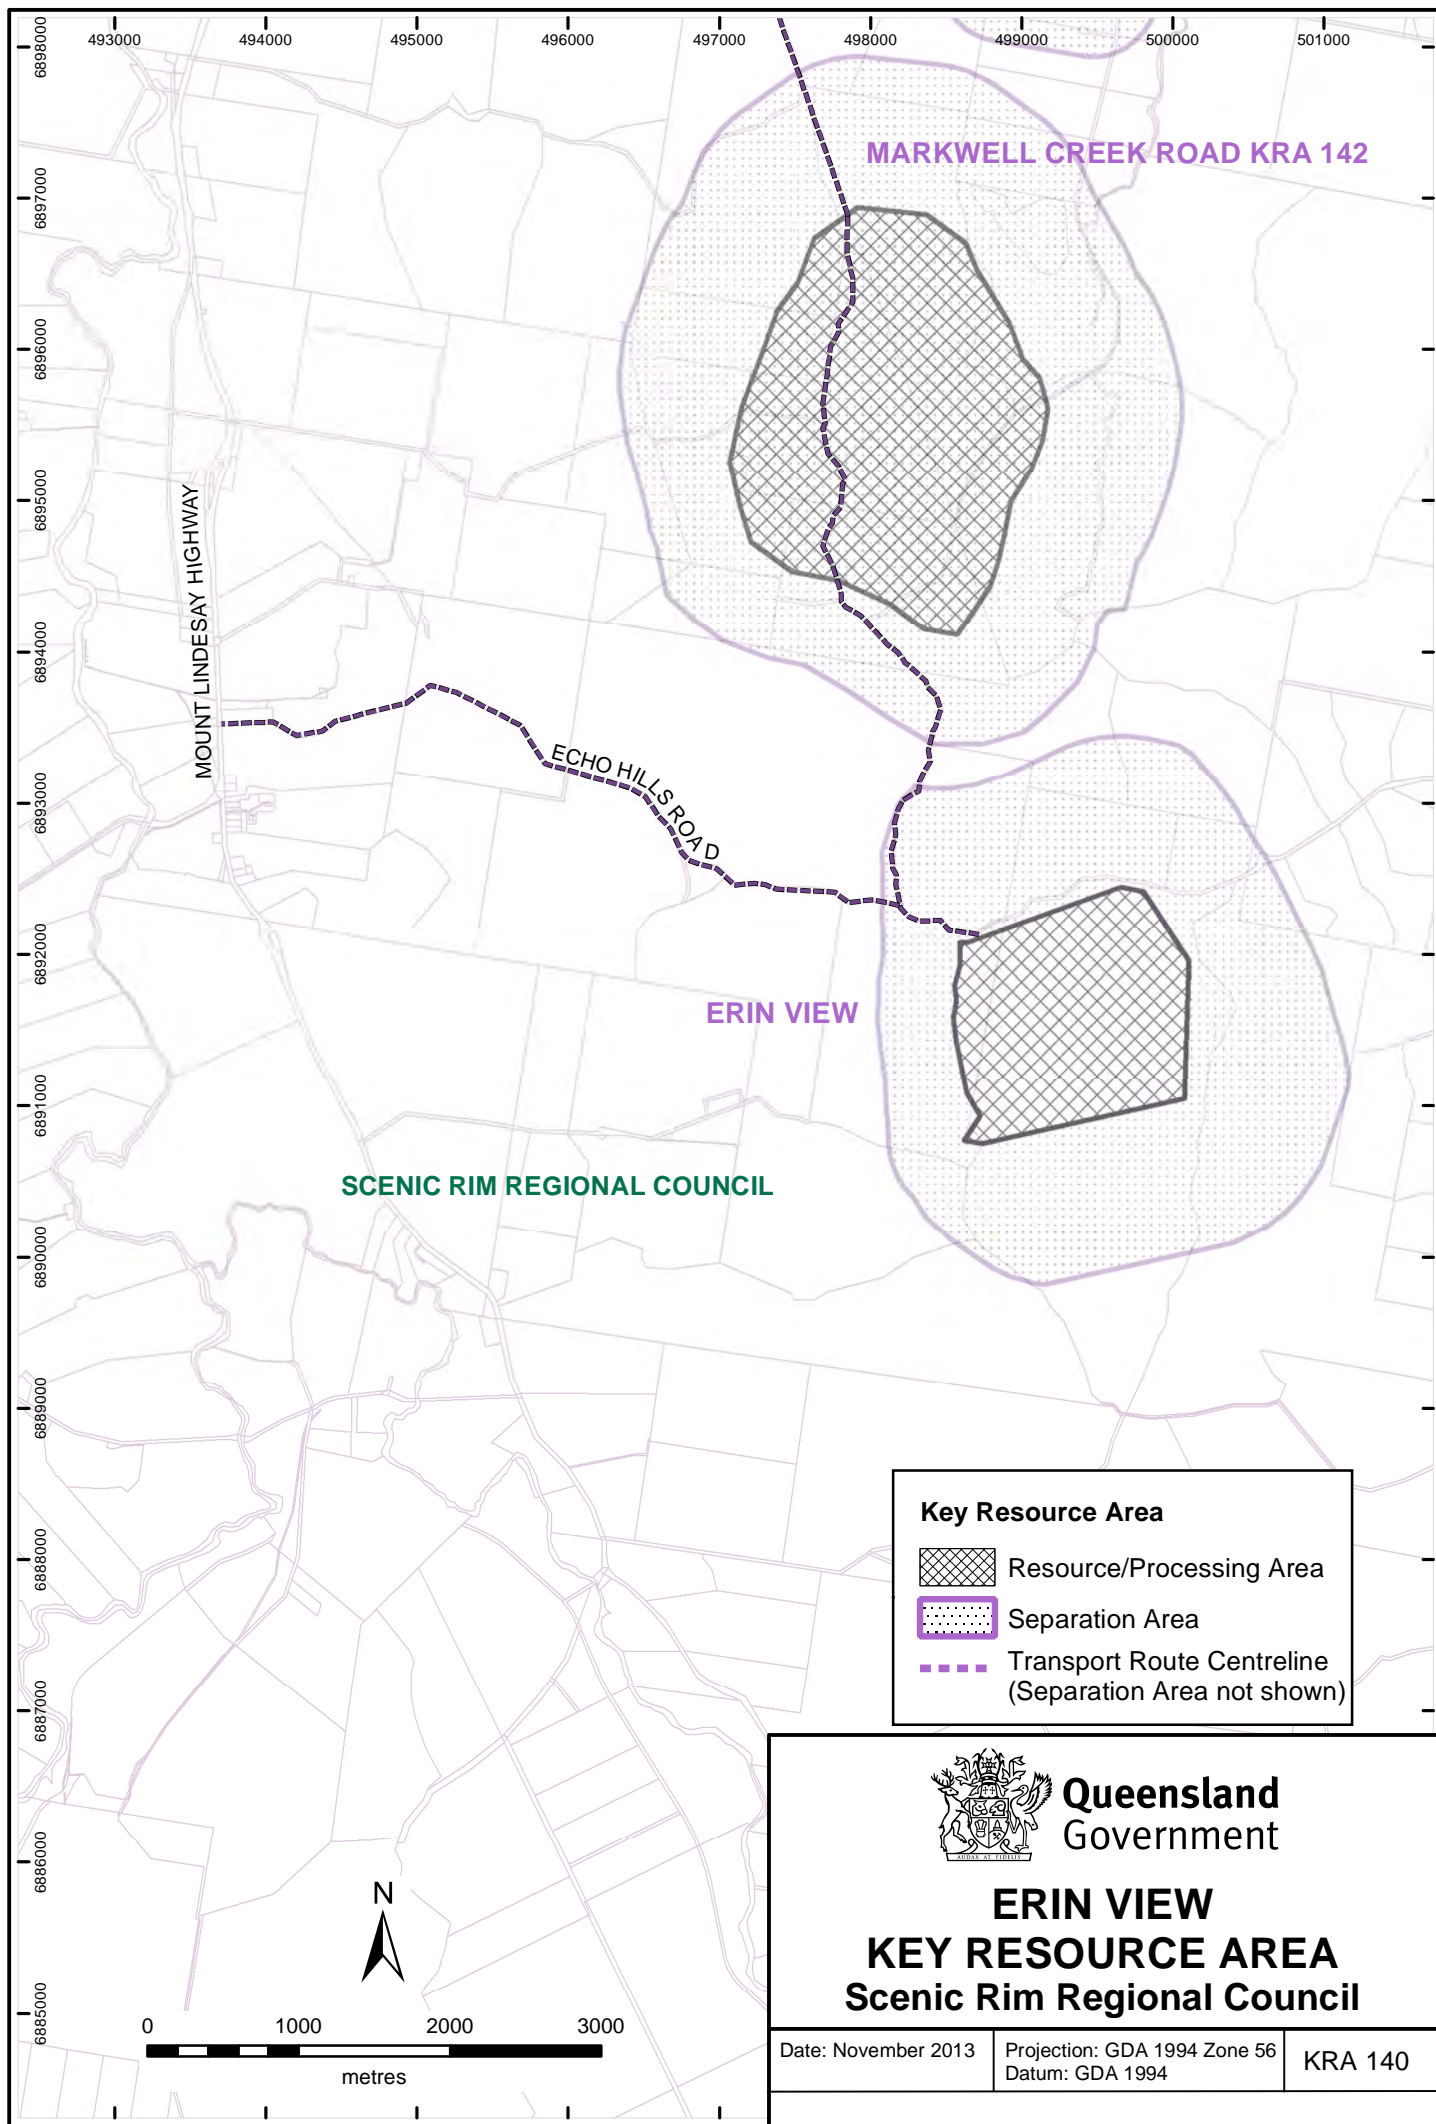 493000
494000
495000
496000
497000
498000
499000
500000
501000
6898000
6897000
6896000
6895000
6894000
6893000
6892000
6891000
6890000
6889000
6888000
6887000
6886000
6885000
MARKWELL CREEK ROAD KRA 142
MOUNT LINDESAY HIGHWAY
ECHO HILLS ROAD
ERIN VIEW
SCENIC RIM REGIONAL COUNCIL
Key Resource Area
Resource/Processing Area
Separation Area
Transport Route Centreline
(Separation Area not shown)
N
0 1000 2000 3000
metres
AUDAX AT FIDELIS
Queensland
Government
ERIN VIEW
KEY RESOURCE AREA
Scenic Rim Regional Council
Date: November 2013
Projection: GDA 1994 Zone 56
Datum: GDA 1994
KRA 140